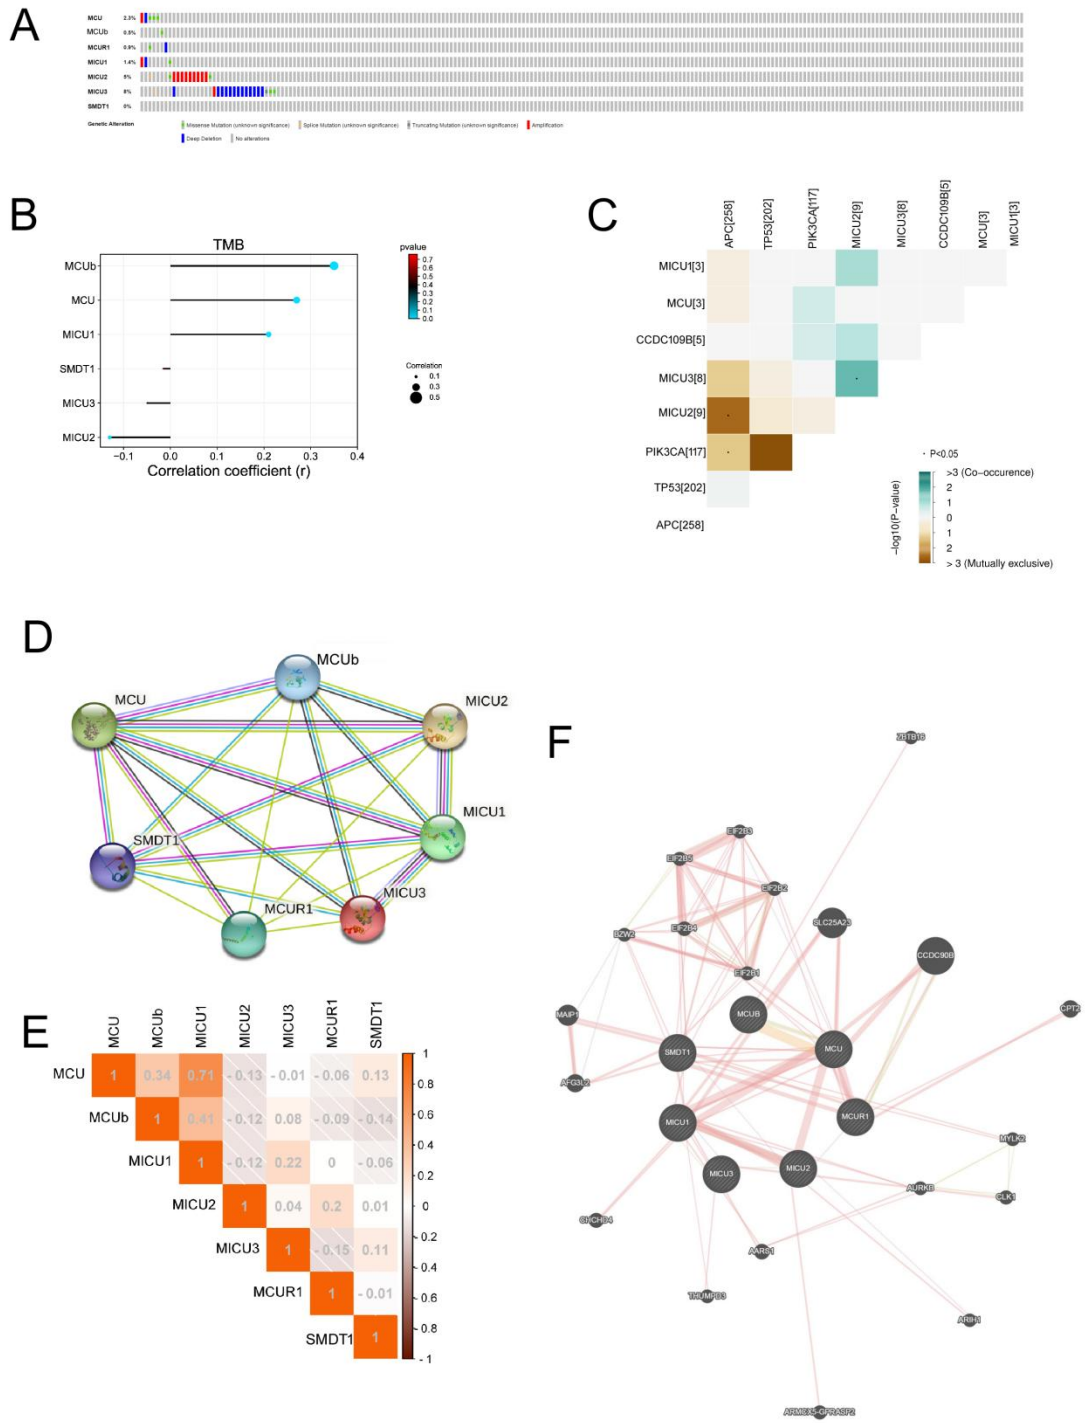 A
MCU 2.3%
MCUb 0.5%
MCUR1 0.9%
MICU1 1.4%
MICU2 5%
MICU3 8%
SMDT1 0%
Genetic Alteration Missense Mutation (unknown significance) Splice Mutation (unknown significance) Truncating Mutation (unknown significance) Amplification
Deep Deletion No alterations
B
TMB
MCUb
MCU
MICU1
SMDT1
MICU3
MICU2
−0.1 0.0 0.1 0.2 0.3 0.4
Correlation coefficient (r)
pvalue
0.7
0.6
0.5
0.4
0.3
0.2
0.1
0.0
Correlation
0.1
0.3
0.5
C
APC[258] TP53[202] PIK3CA[117] MICU2[9] MICU3[8] CCDC109B[5] MCU[3] MICU1[3]
MICU1[3]
MCU[3]
CCDC109B[5]
MICU3[8]
MICU2[9]
PIK3CA[117]
TP53[202]
APC[258]
• P<0.05
−log10(P−value)
>3 (Co−occurence)
2
1
0
1
2
> 3 (Mutually exclusive)
D
MCUb
MCU
MICU2
MICU1
SMDT1
MICU3
MCUR1
E
MCU MCUb MICU1 MICU2 MICU3 MCUR1 SMDT1
MCU 1 0.34 0.71 - 0.13 - 0.01 - 0.06 0.13
MCUb 1 0.41 - 0.12 0.08 - 0.09 - 0.14
MICU1 1 - 0.12 0.22 0 - 0.06
MICU2 1 0.04 0.2 0.01
MICU3 1 - 0.15 0.11
MCUR1 1 - 0.01
SMDT1 1
1
0.8
0.6
0.4
0.2
0
0.2
0.4
0.6
0.8
- 1
F
ZBTB16
EIF2B3
EIF2B5
EIF2B2
SLC25A23
EIF2B4
BZW2
CCDC90B
EIF2B1
MAIP1
MCUB
CPT2
SMDT1
MCU
AFG3L2
MICU1
MCUR1
MYLK2
MICU3
MICU2
AURKB
CLK1
CHCHD4
AARS1
THUMPD3
ARIH1
ARMCX5-GPRASP2